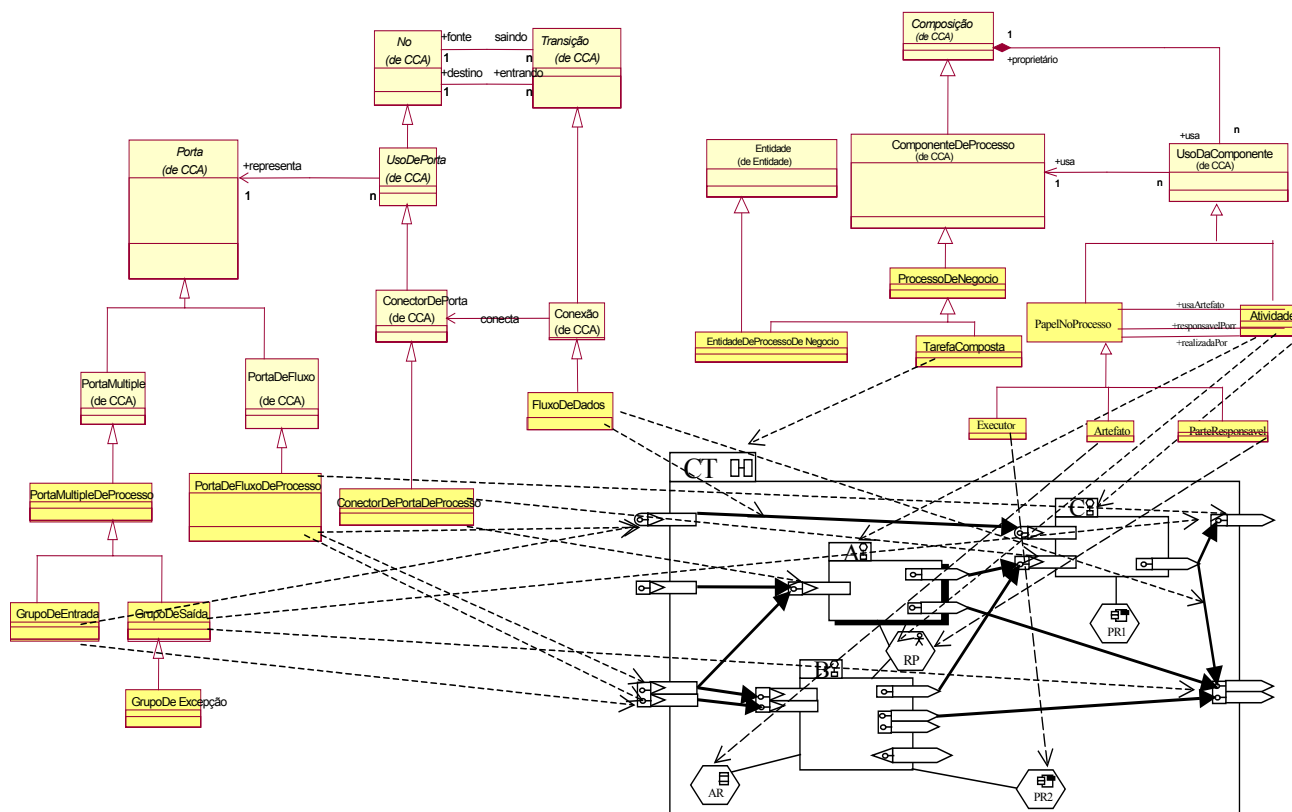 Composição
(de CCA)
1
+proprietário
No
(de CCA)
+fonte
saindo
1
n
+destino
+entrando
1
n
Transição
(de CCA)
Porta
(de CCA)
+representa
1
n
UsoDePorta
(de CCA)
Entidade
(de Entidade)
ComponenteDeProcesso
(de CCA)
+usa
n
+usa
1
n
UsoDaComponente
(de CCA)
ConectorDePorta
(de CCA)
conecta
Conexão
(de CCA)
ProcessoDeNegocio
PapelNoProcesso
+usaArtefato
+responsavelPorr
+realizadaPor
Atividade
EntidadeDeProcessoDe Negocio
TarefaComposta
PortaMultiple
(de CCA)
PortaDeFluxo
(de CCA)
FluxoDeDados
Executor
Artefato
ParteResponsavel
PortaMultipleDeProcesso
PortaDeFluxoDeProcesso
ConectorDePortaDeProcesso
CT
C
A
GrupoDeEntrada
GrupoDeSaída
PR1
RP
B
GrupoDe Excepção
AR
PR2